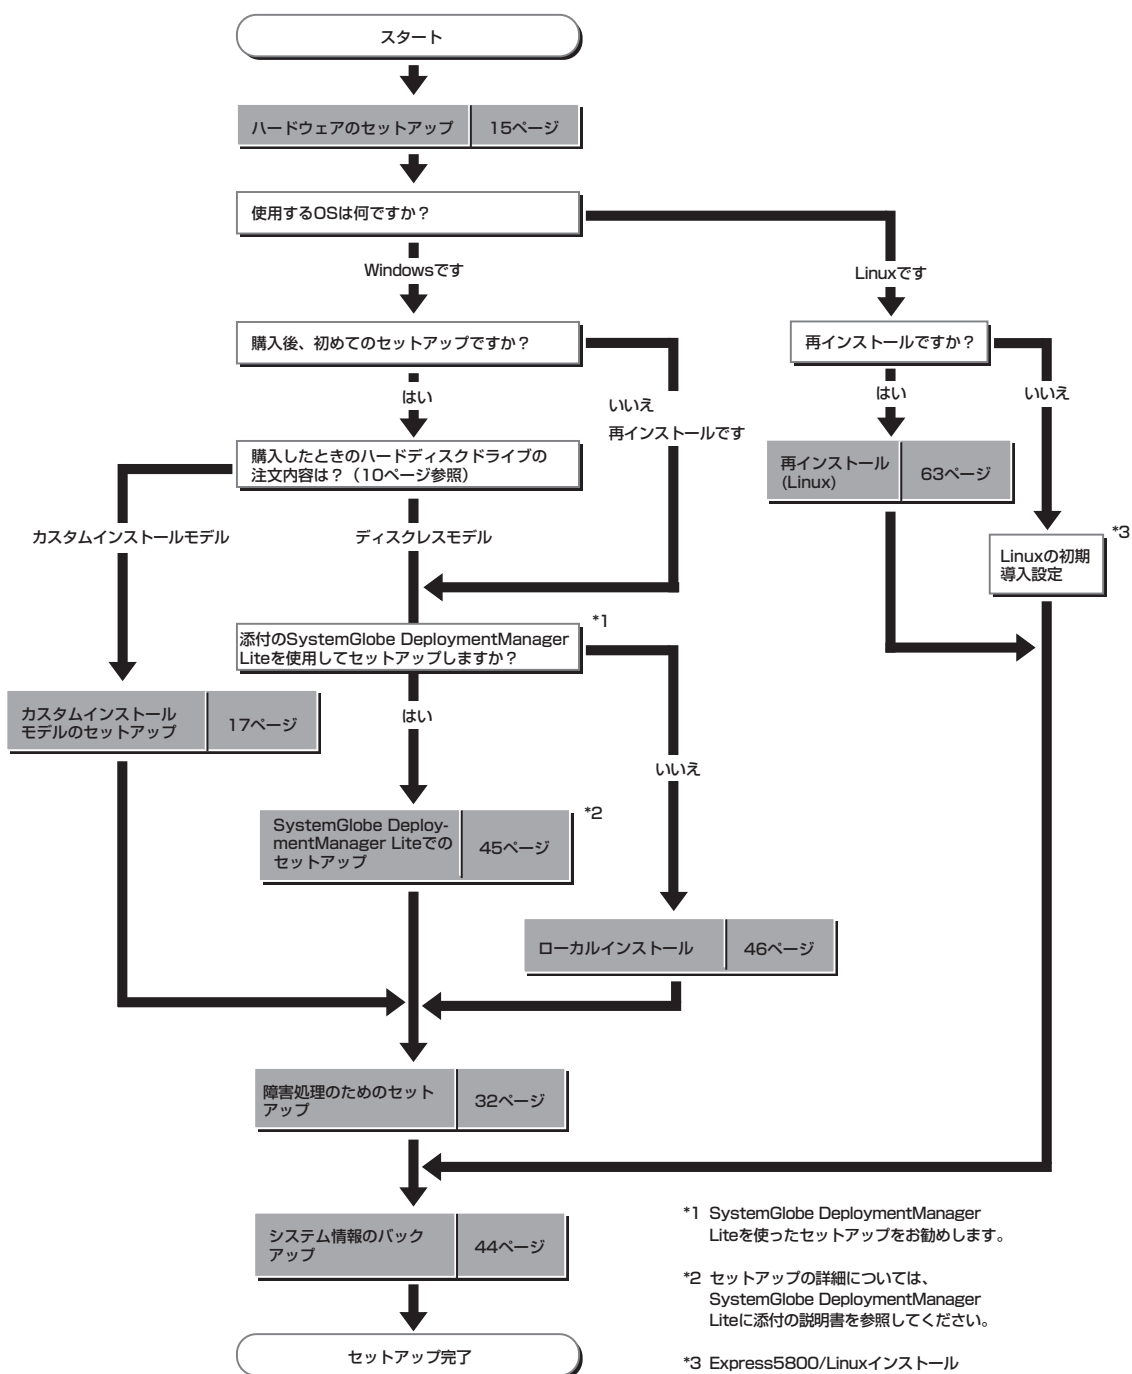 スタート
ハードウェアのセットアップ 15ページ
使用するOSは何ですか？
Windowsです
Linuxです
購入後、初めてのセットアップですか？
再インストールですか？
はい
いいえ
再インストールです
はい
いいえ
購入したときのハードディスクドライブの
注文内容は？（10ページ参照）
再インストール
(Linux)
63ページ
カスタムインストールモデル
ディスクレスモデル
*3
Linuxの初期
導入設定
*1
添付のSystemGlobe DeploymentManager
Liteを使用してセットアップしますか？
カスタムインストール
モデルのセットアップ
17ページ
はい
いいえ
*2
SystemGlobe Deploy-
mentManager Liteでの
セットアップ
45ページ
ローカルインストール 46ページ
障害処理のためのセット
アップ
32ページ
システム情報のバック
アップ
44ページ
セットアップ完了
*1 SystemGlobe DeploymentManager
Liteを使ったセットアップをお勧めします。
*2 セットアップの詳細については、
SystemGlobe DeploymentManager
Liteに添付の説明書を参照してください。
*3 Express5800/Linuxインストール